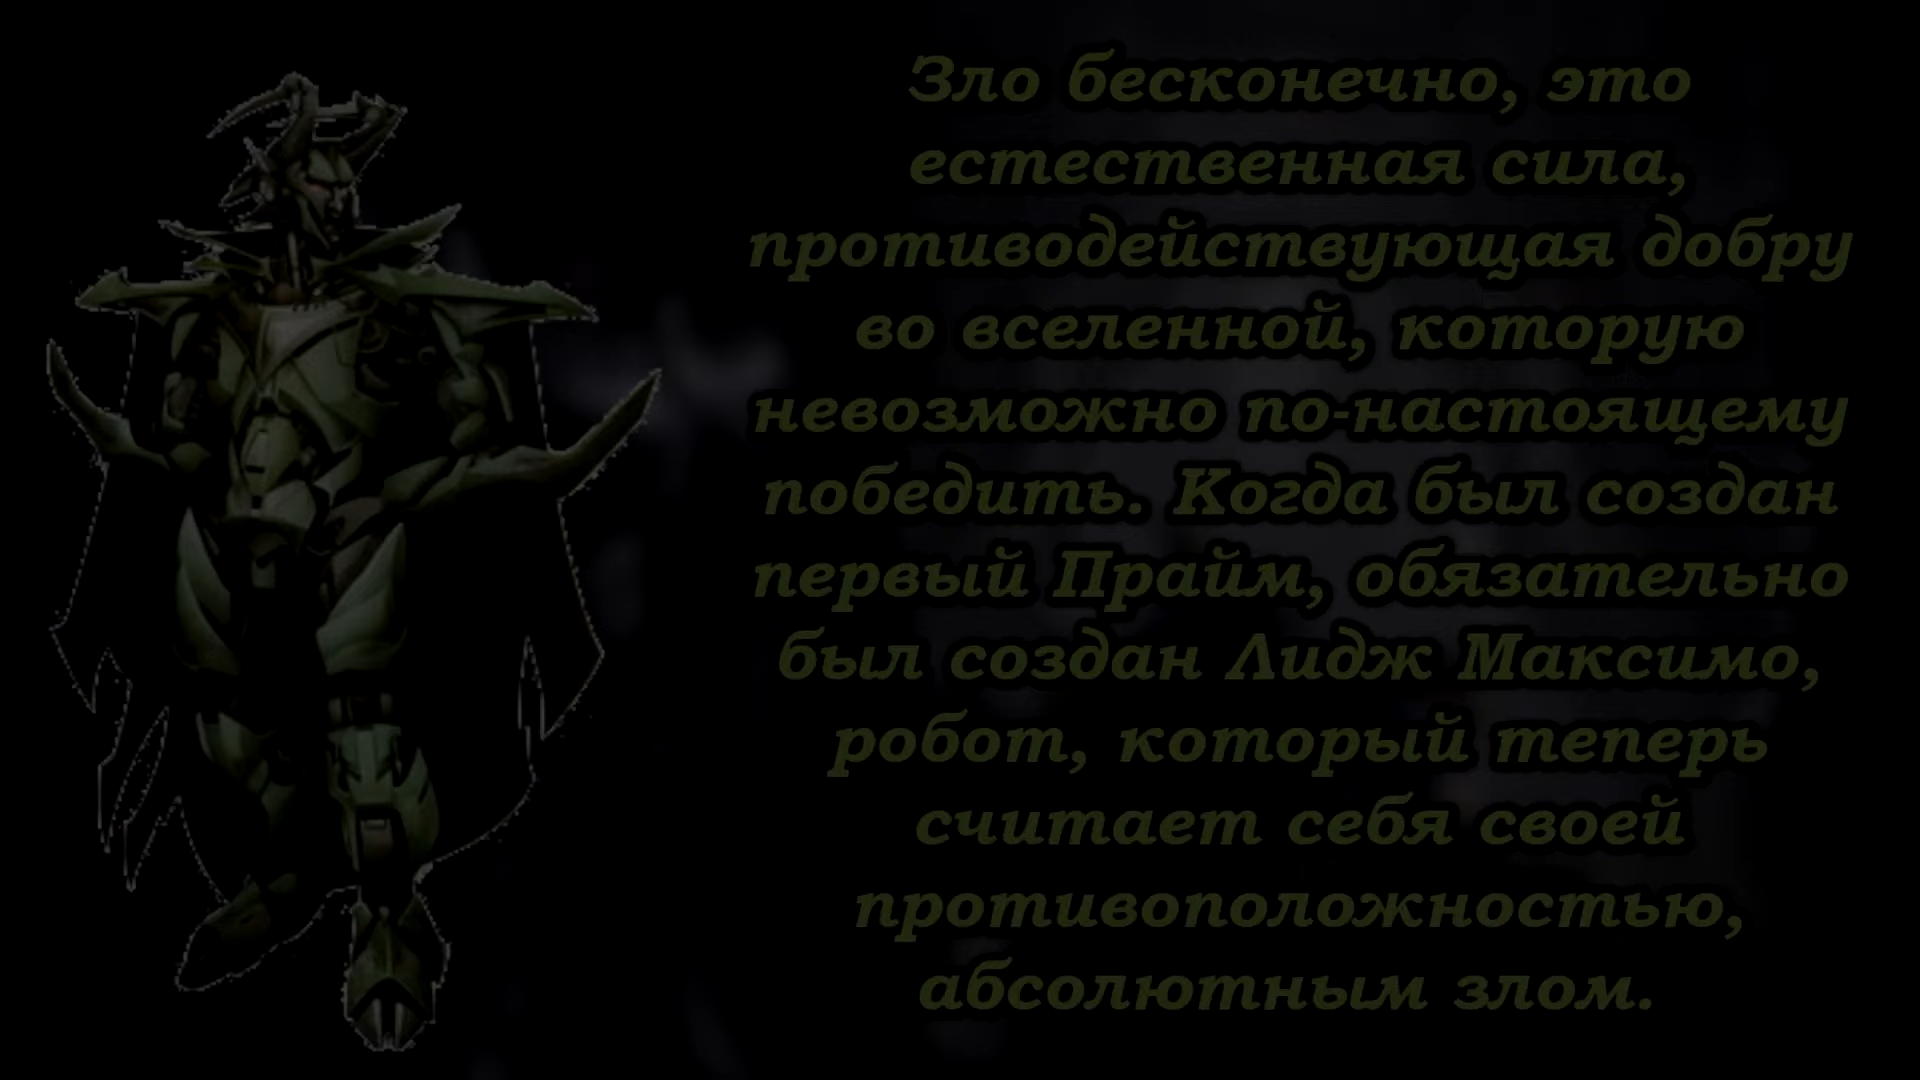 Зло бесконечно, это
естественная сила,
противодействующая добру
во вселенной, которую
невозможно по-настоящему
победить. Когда был создан
первый Прайм, обязательно
был создан Лидж Максимо,
робот, который теперь
считает себя своей
противоположностью,
абсолютным злом.